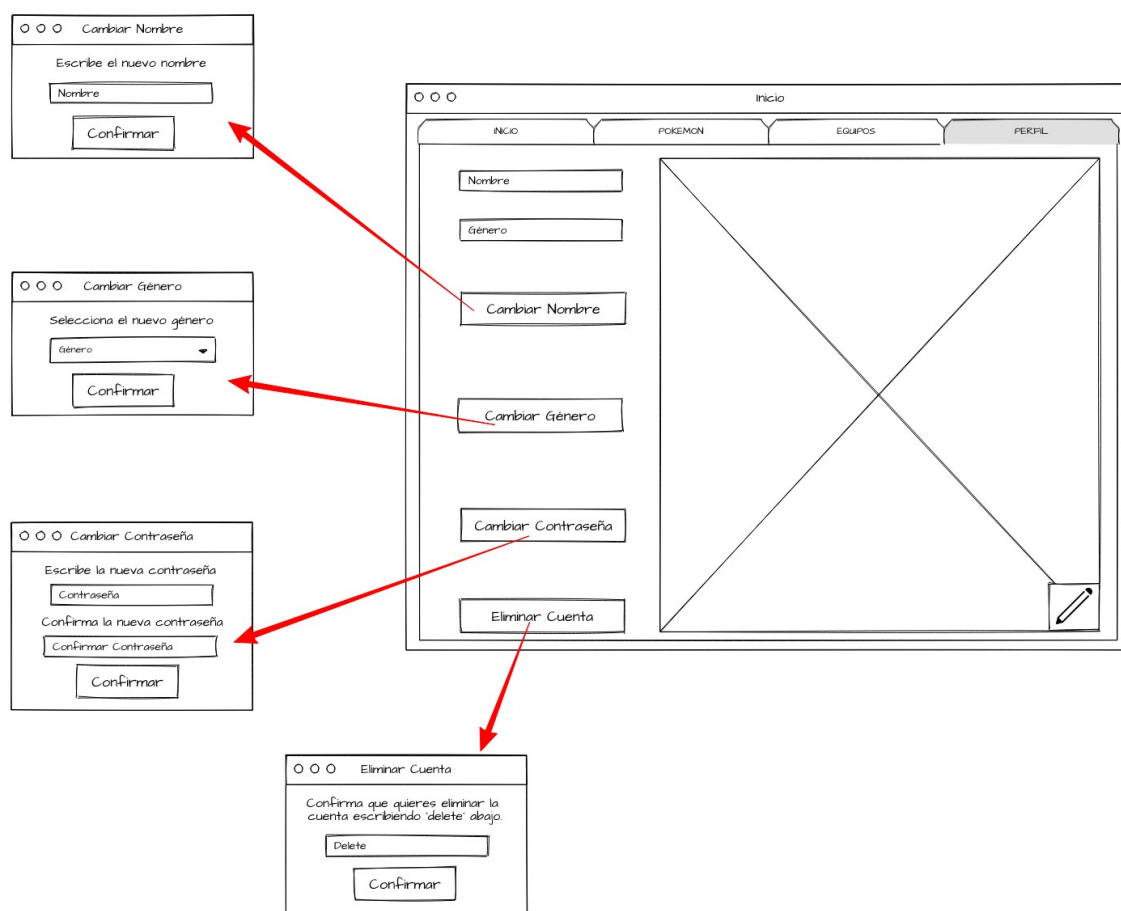 Cambiar Nombre
Escribe el nuevo nombre
Nombre
Confirmar
Inicio
INICIO
POKEMON
EQUIPOS
PERFIL
Nombre
Género
Cambiar Nombre
Cambiar Género
Cambiar Contraseña
Eliminar Cuenta
Cambiar Género
Selecciona el nuevo género
Género
Confirmar
Cambiar Contraseña
Escribe la nueva contraseña
Contraseña
Confirma la nueva contraseña
Confirmar Contraseña
Confirmar
Eliminar Cuenta
Confirma que quieres eliminar la
cuenta escribiendo 'delete' abajo.
Delete
Confirmar